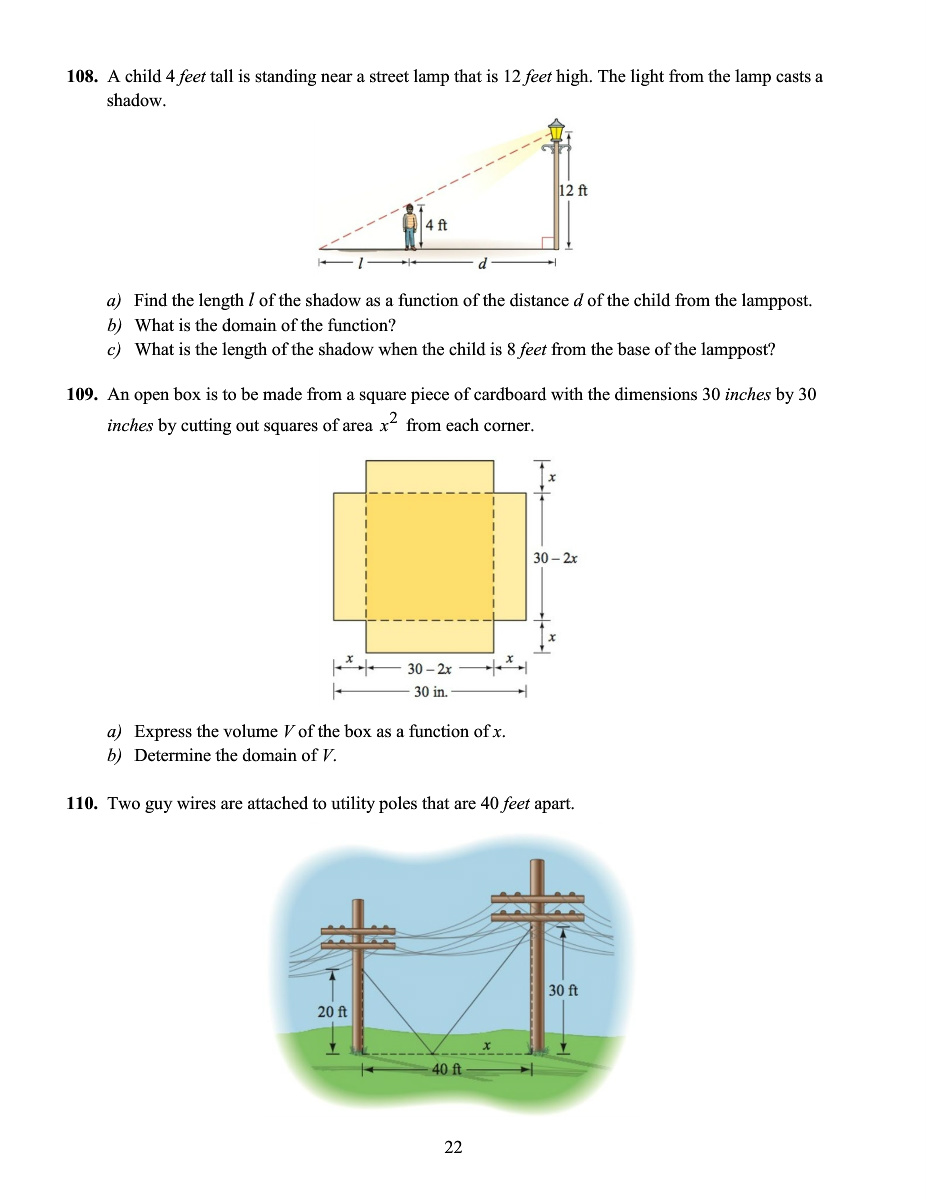 108. A child 4 feet tall is standing near a street lamp that is 12 feet high. The light from the lamp casts a
shadow.
12 ft
4 ft
l
d
a) Find the length l of the shadow as a function of the distance d of the child from the lamppost.
b) What is the domain of the function?
c) What is the length of the shadow when the child is 8 feet from the base of the lamppost?
109. An open box is to be made from a square piece of cardboard with the dimensions 30 inches by 30
inches by cutting out squares of area x² from each corner.
x
30 – 2x
x
x
30 – 2x
x
30 in.
a) Express the volume V of the box as a function of x.
b) Determine the domain of V.
110. Two guy wires are attached to utility poles that are 40 feet apart.
30 ft
20 ft
x
40 ft
22